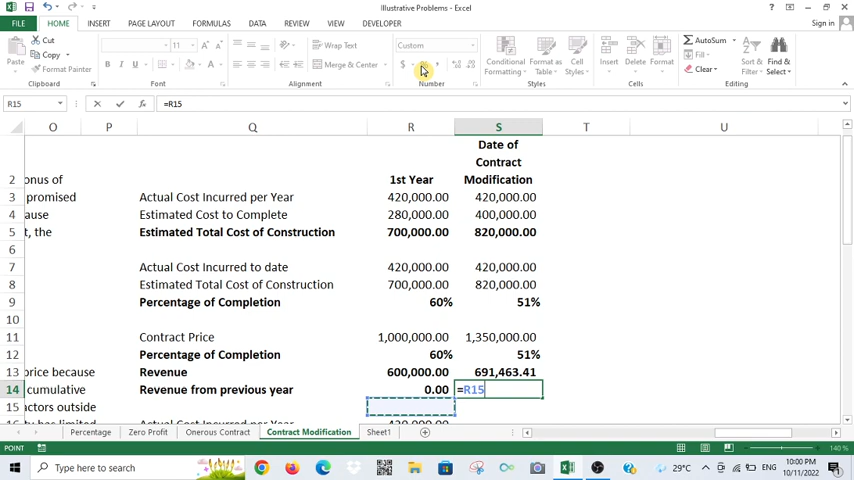 Illustrative Problems - Excel
Sign in
FILE HOME INSERT PAGE LAYOUT FORMULAS DATA REVIEW VIEW DEVELOPER
Paste
Cut
Copy
Format Painter
Clipboard
11
B I U
Font
Wrap Text
Merge & Center
Alignment
Custom
$ % ,
Number
Conditional Formatting
Format as Table
Cell Styles
Styles
Insert Delete Format
Cells
AutoSum
Fill
Clear
Sort & Filter
Find & Select
Editing
R15 fx =R15
O P Q R S T U
Date of
Contract
2 onus of 1st Year Modification
3 promised Actual Cost Incurred per Year 420,000.00 420,000.00
4 ause Estimated Cost to Complete 280,000.00 400,000.00
5 t, the Estimated Total Cost of Construction 700,000.00 820,000.00
6
7 Actual Cost Incurred to date 420,000.00 420,000.00
8 Estimated Total Cost of Construction 700,000.00 820,000.00
9 Percentage of Completion 60% 51%
10
11 Contract Price 1,000,000.00 1,350,000.00
12 Percentage of Completion 60% 51%
13 price because Revenue 600,000.00 691,463.41
14 cumulative Revenue from previous year 0.00 =R15
15 actors outside
Percentage Zero Profit Onerous Contract Contract Modification Sheet1
POINT 140 %
Type here to search 29°C ENG 10:00 PM
10/11/2022